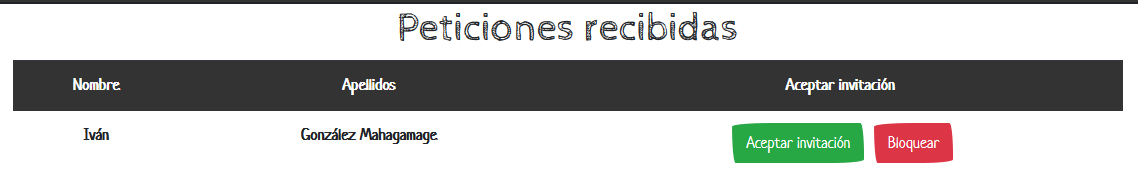 Peticiones recibidas
Nombre Apellidos Aceptar invitación
Iván González Mahagamage Aceptar invitación Bloquear